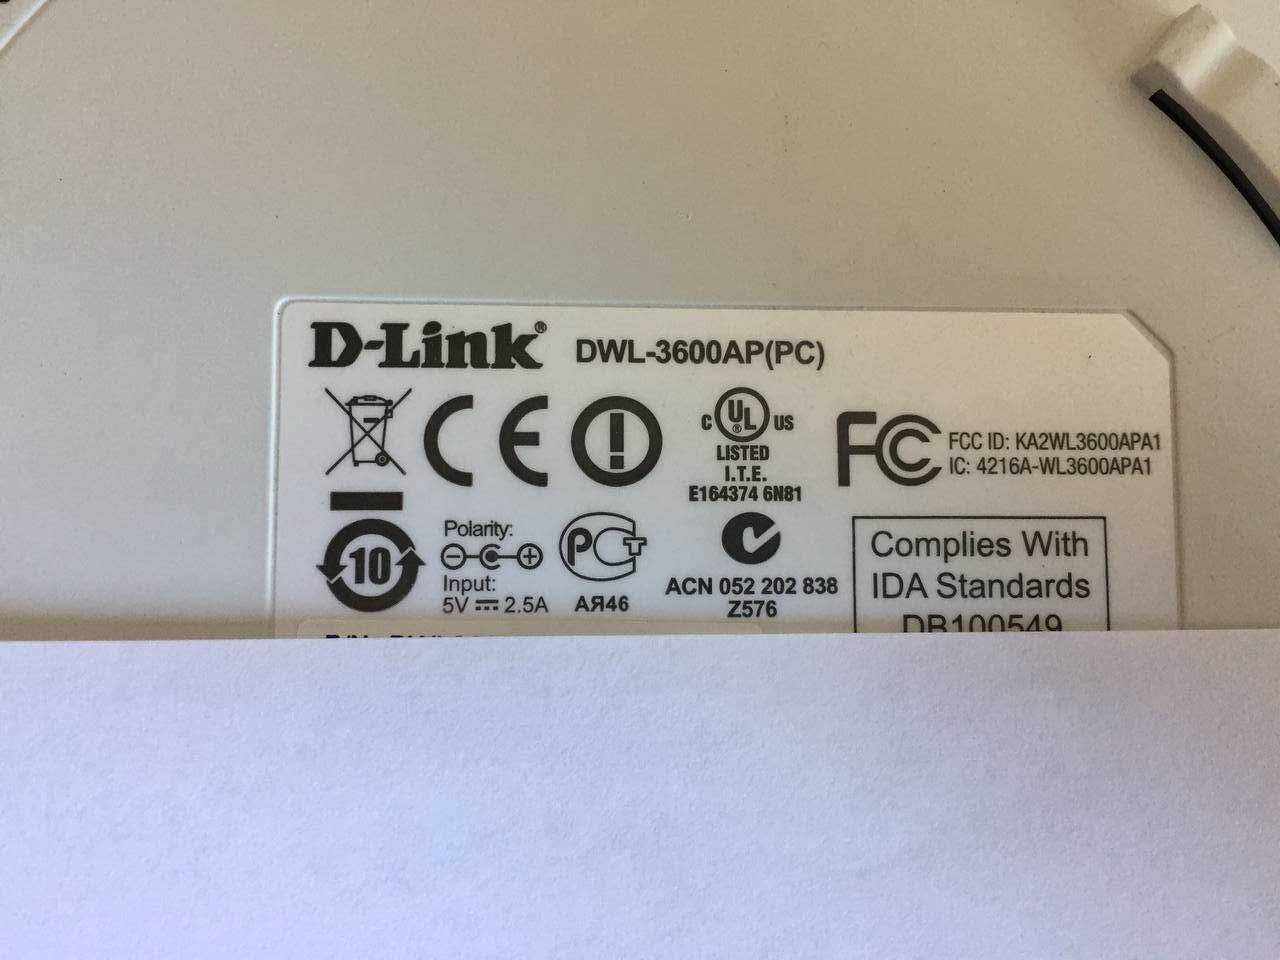 D-Link® DWL-3600AP(PC)
C UL® US
LISTED
I.T.E.
E164374 6N81
FCC ID: KA2WL3600APA1
IC: 4216A-WL3600APA1
10
Polarity:
Input:
5V 2.5A
АЯ46
ACN 052 202 838
Z576
Complies With
IDA Standards
DB100549